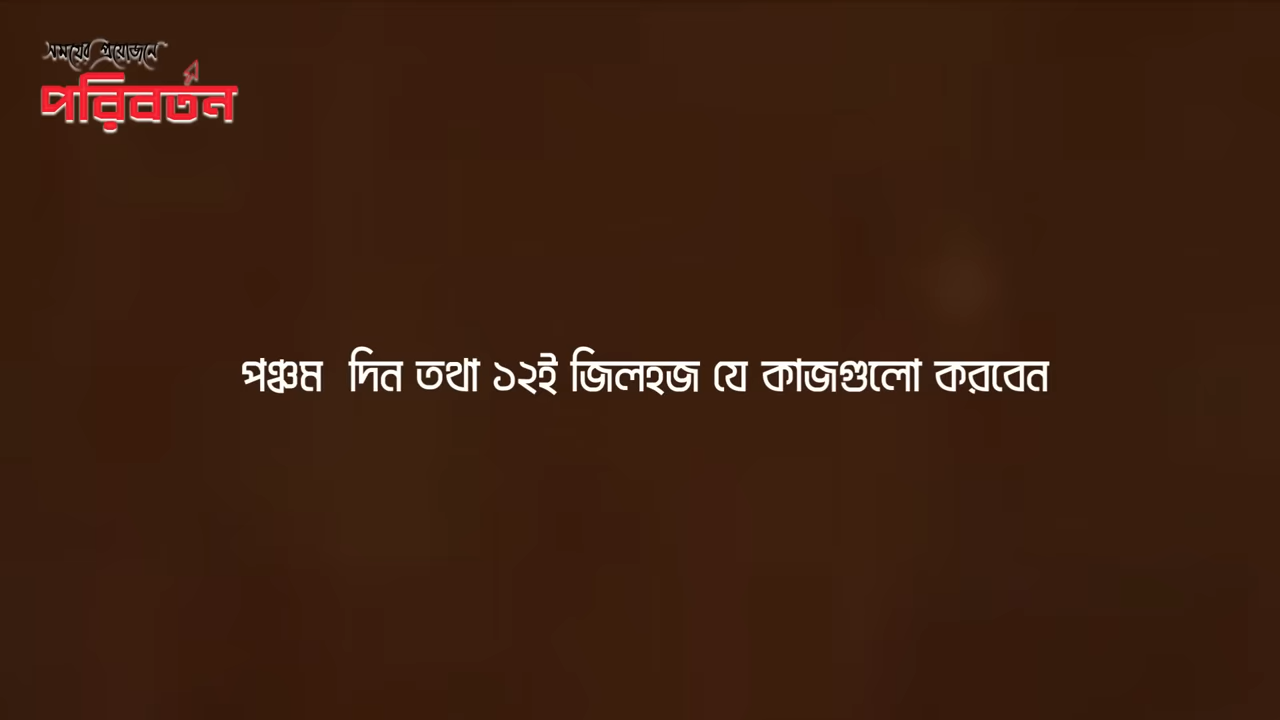 সময়ের প্রয়োজনে
পরিবর্তন
পঞ্চম দিন তথা ১২ই জিলহজ যে কাজগুলো করবেন